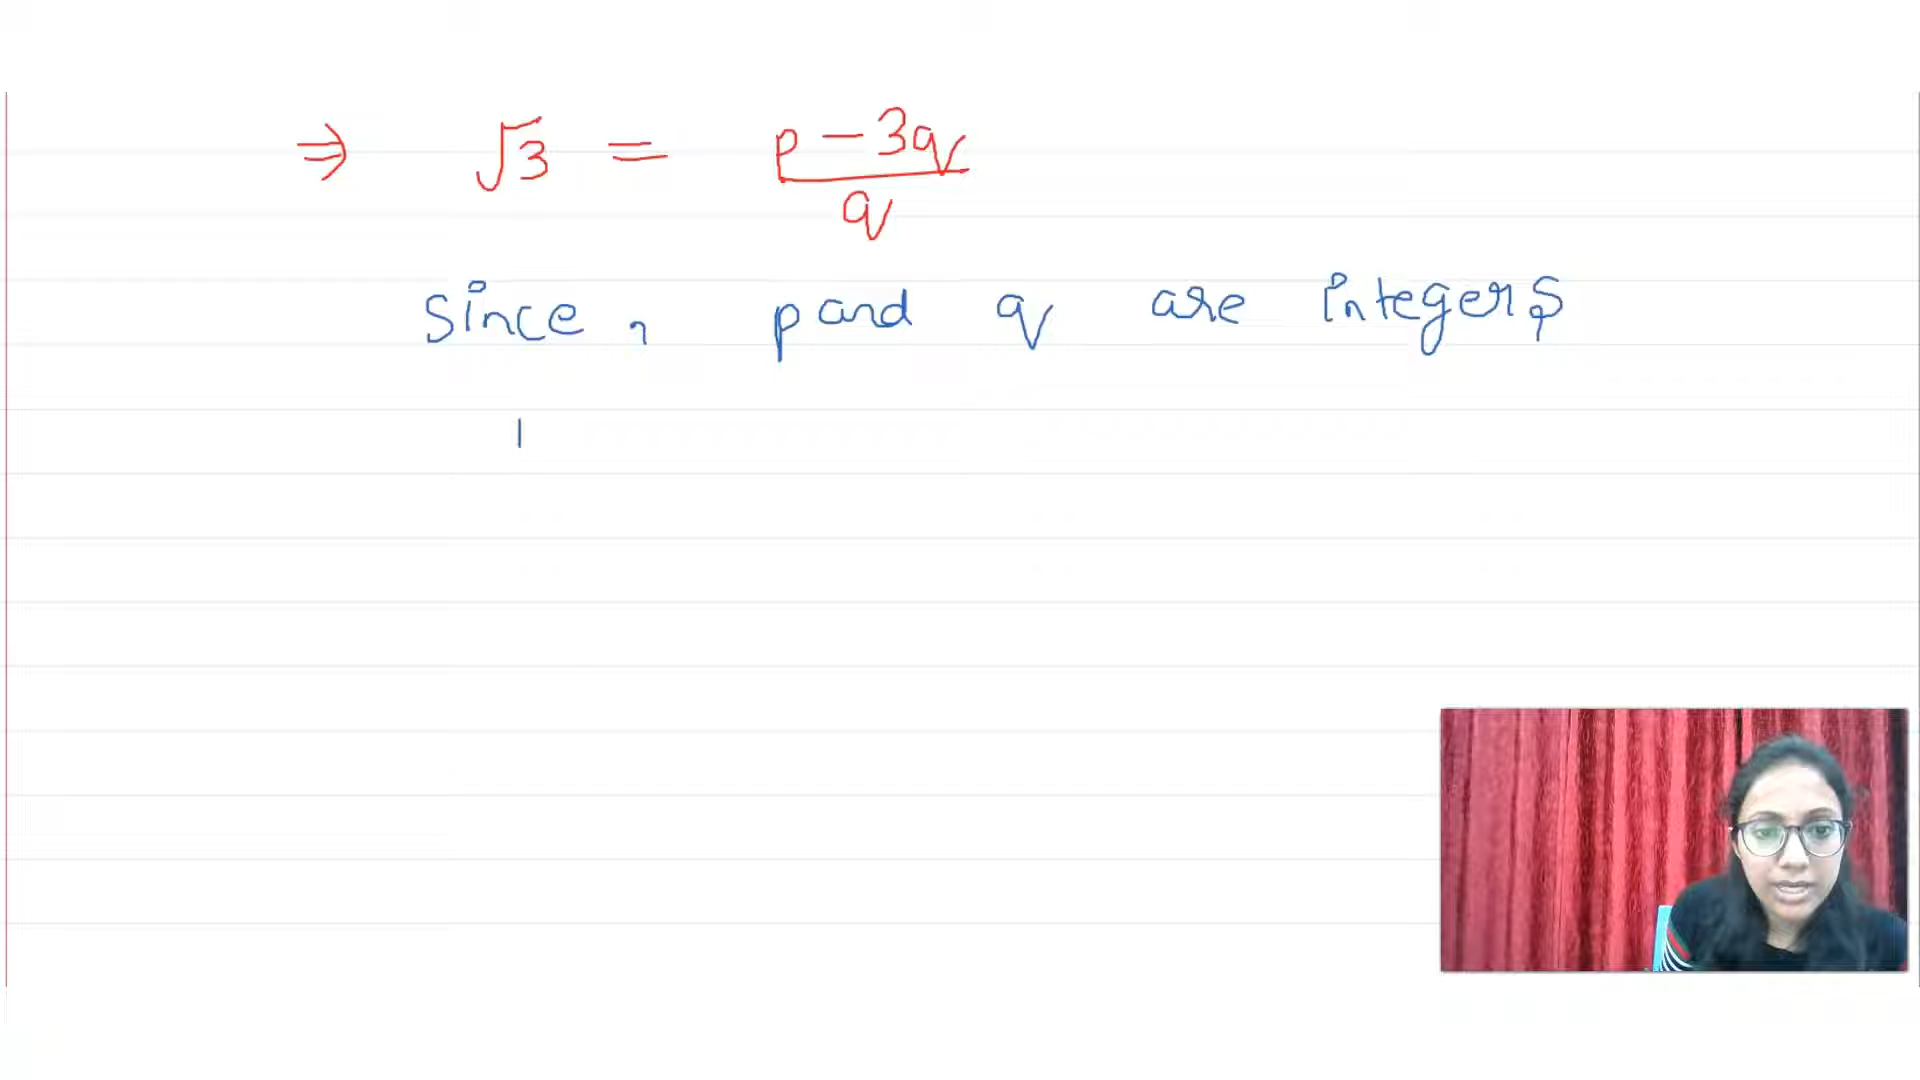 ⇒ √3 = p - 3q / q
Since, p and q are integers